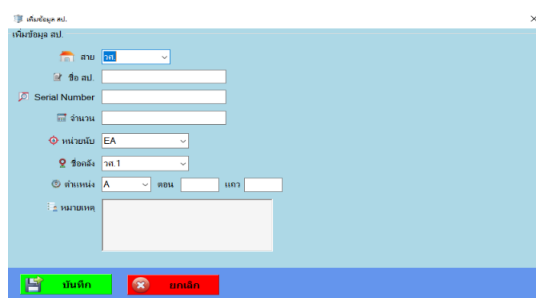 เพิ่มข้อมูล สป.
เพิ่มข้อมูล สป.
สาย วศ.
ชื่อ สป.
Serial Number
จำนวน
หน่วยนับ EA
ชื่อคลัง วศ.1
ตำแหน่ง A ตอน แถว
หมายเหตุ
บันทึก ยกเลิก